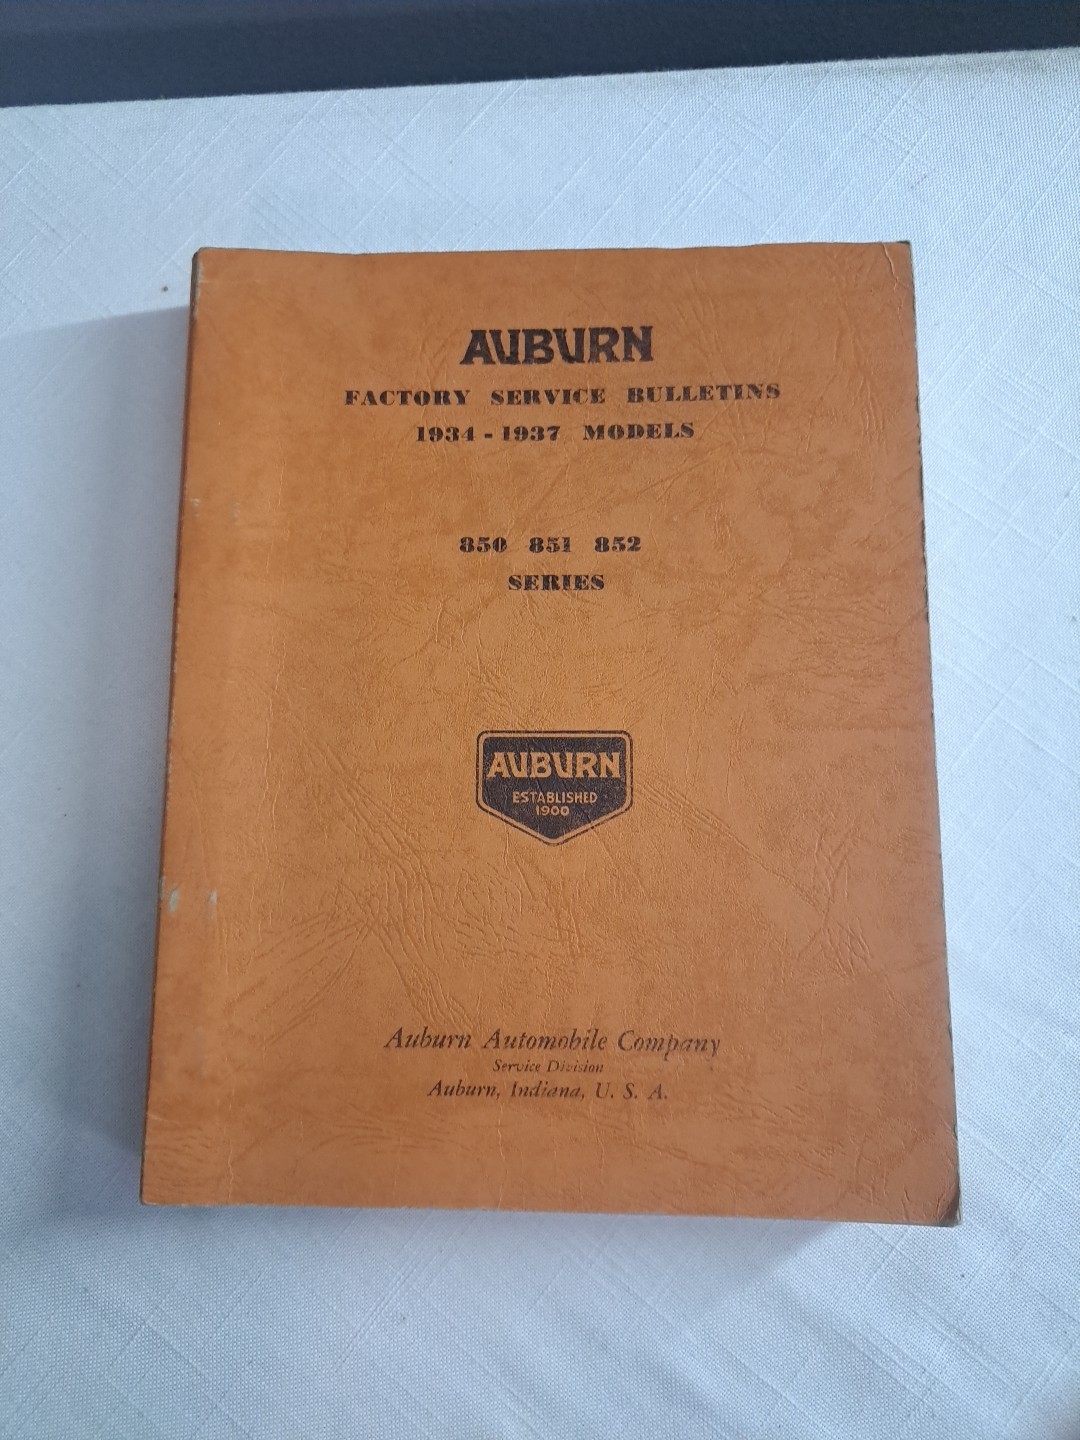 AUBURN
FACTORY SERVICE BULLETINS
1934 - 1937 MODELS
850 851 852
SERIES
AUBURN
ESTABLISHED
1900
Auburn Automobile Company
Service Division
Auburn, Indiana, U. S. A.